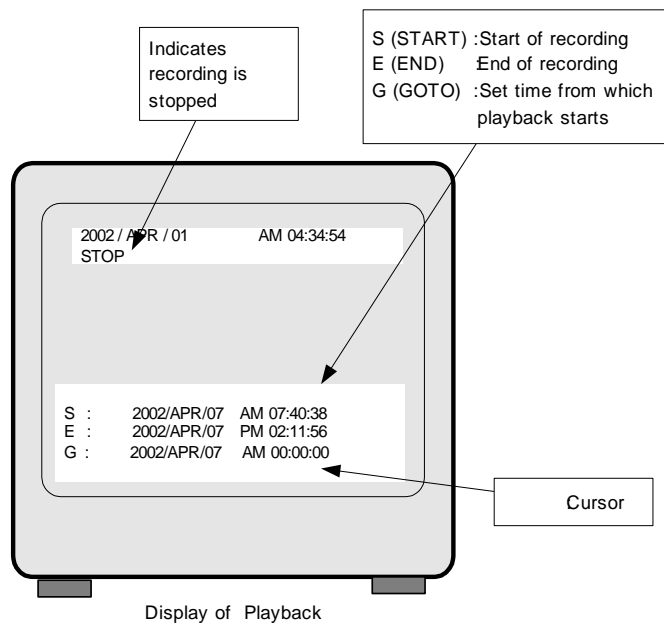 Indicates
recording is
stopped
S (START) :Start of recording
E (END) :End of recording
G (GOTO) :Set time from which
playback starts
2002 / APR / 01 AM 04:34:54
STOP
S : 2002/APR/07 AM 07:40:38
E : 2002/APR/07 PM 02:11:56
G : 2002/APR/07 AM 00:00:00
:Cursor
Display of Playback